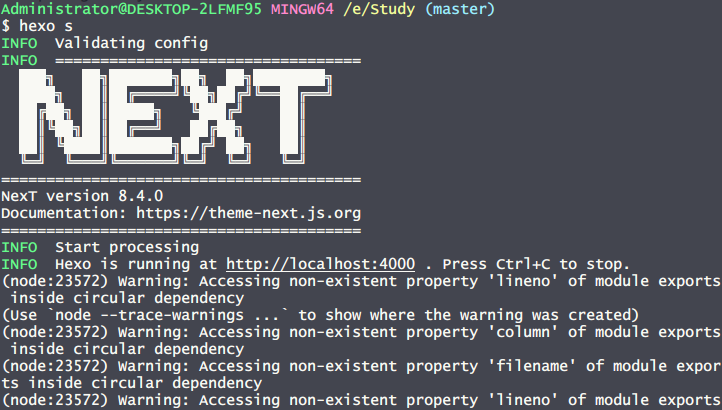 Administrator@DESKTOP-2LFMF95 MINGW64 /e/Study (master)
$ hexo s
INFO  Validating config
INFO  ==================================
NEXT
========================================
NexT version 8.4.0
Documentation: https://theme-next.js.org
========================================
INFO  Start processing
INFO  Hexo is running at http://localhost:4000 . Press Ctrl+C to stop.
(node:23572) Warning: Accessing non-existent property 'lineno' of module exports
 inside circular dependency
(Use `node --trace-warnings ...` to show where the warning was created)
(node:23572) Warning: Accessing non-existent property 'column' of module exports
 inside circular dependency
(node:23572) Warning: Accessing non-existent property 'filename' of module expor
ts inside circular dependency
(node:23572) Warning: Accessing non-existent property 'lineno' of module exports